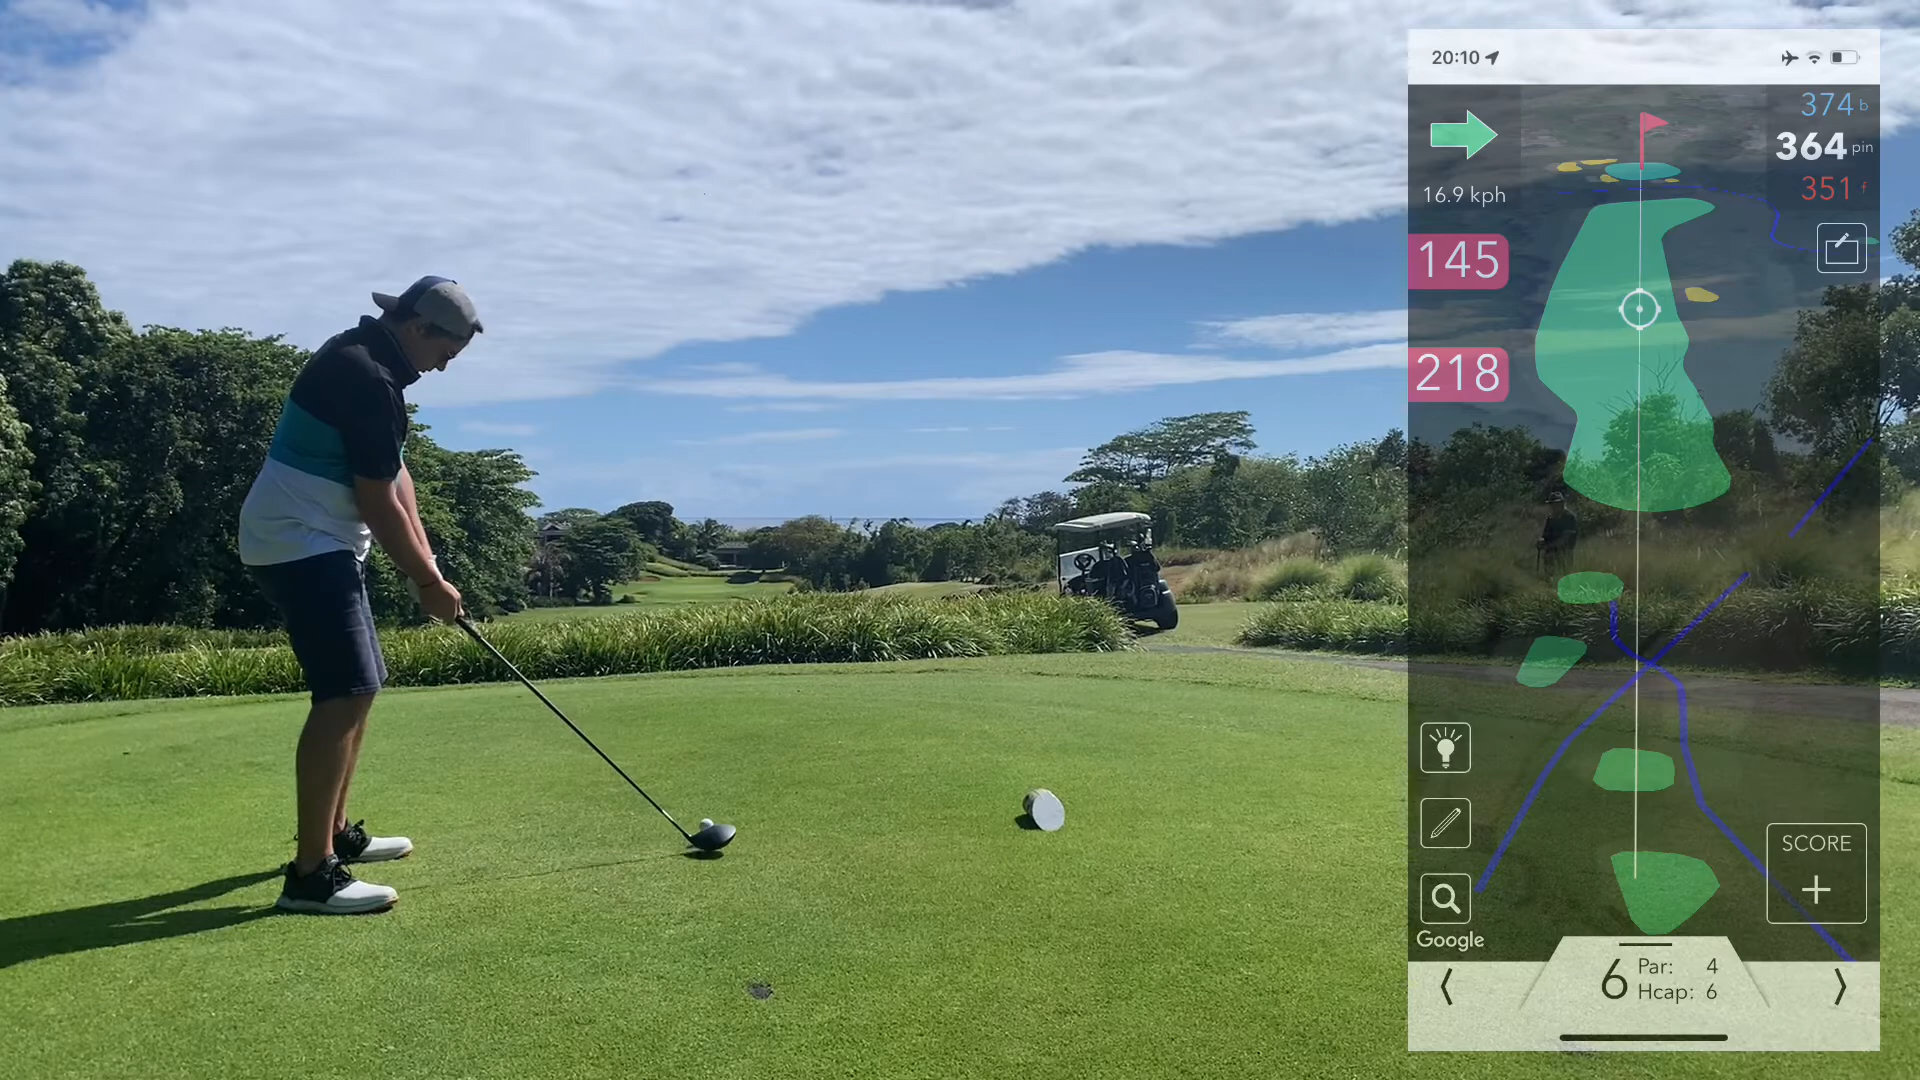 20:10
374 b
364 pin
351 f
16.9 kph
145
218
SCORE
+
Google
6
Par: 4
Hcap: 6